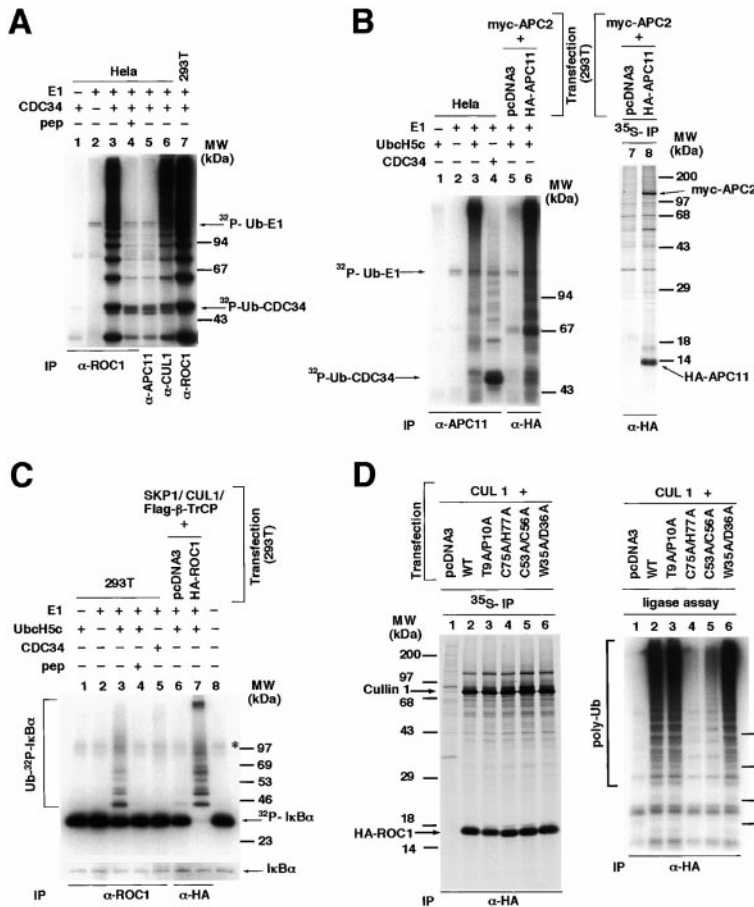 A
Hela
293T
E1 - + + + + + +
CDC34 + - + + + + +
pep +
1 2 3 4 5 6 7
MW
(kDa)
32P- Ub-E1
94
67
32P-Ub-CDC34
43
IP
α-ROC1
α-APC11
α-CUL1
α-ROC1
B
myc-APC2
+
pcDNA3
HA-APC11
Transfection
(293T)
Hela
E1 - + + + + +
UbcH5c + - + - + +
CDC34 +
1 2 3 4 5 6
MW
(kDa)
32P- Ub-E1
94
67
32P-Ub-CDC34
43
IP
α-APC11
α-HA
myc-APC2
+
pcDNA3
HA-APC11
35S- IP
7 8
MW
(kDa)
200
myc-APC2
97
68
43
29
18
14
HA-APC11
α-HA
C
SKP1/ CUL1/
Flag-β-TrCP
+
pcDNA3
HA-ROC1
Transfection
(293T)
293T
E1 - + + + + + + -
UbcH5c + - + + - + + -
CDC34 - - - - + - - -
pep - - - + - - - -
1 2 3 4 5 6 7 8
MW
(kDa)
Ub-32P-IκBα
*
97
69
53
46
32P- IκBα
23
IκBα
IP
α-ROC1
α-HA
D
Transfection
CUL 1 +
pcDNA3
WT
T9A/P10A
C75A/H77A
C53A/C56A
W35A/D36A
35S- IP
MW
(kDa)
1 2 3 4 5 6
200
97
Cullin 1
68
43
29
18
HA-ROC1
14
IP
α-HA
CUL 1 +
pcDNA3
WT
T9A/P10A
C75A/H77A
C53A/C56A
W35A/D36A
ligase assay
1 2 3 4 5 6
poly-Ub
IP
α-HA